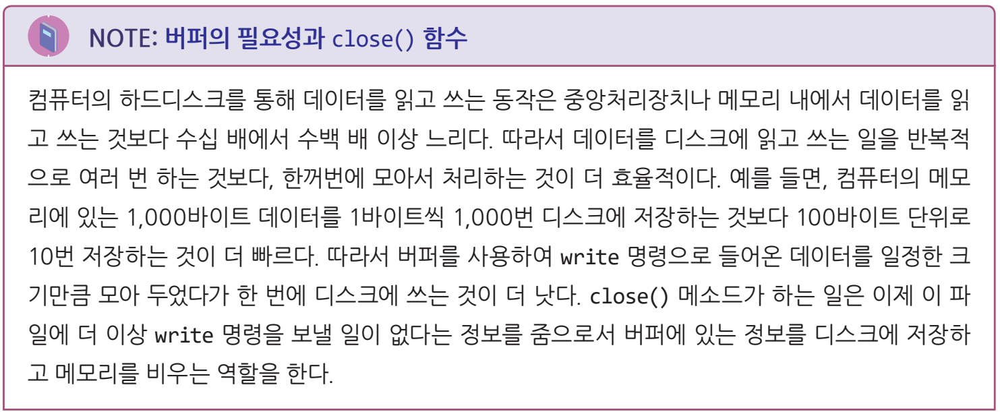 NOTE: 버퍼의 필요성과 close() 함수
컴퓨터의 하드디스크를 통해 데이터를 읽고 쓰는 동작은 중앙처리장치나 메모리 내에서 데이터를 읽
고 쓰는 것보다 수십 배에서 수백 배 이상 느리다. 따라서 데이터를 디스크에 읽고 쓰는 일을 반복적
으로 여러 번 하는 것보다, 한꺼번에 모아서 처리하는 것이 더 효율적이다. 예를 들면, 컴퓨터의 메모
리에 있는 1,000바이트 데이터를 1바이트씩 1,000번 디스크에 저장하는 것보다 100바이트 단위로
10번 저장하는 것이 더 빠르다. 따라서 버퍼를 사용하여 write 명령으로 들어온 데이터를 일정한 크
기만큼 모아 두었다가 한 번에 디스크에 쓰는 것이 더 낫다. close() 메소드가 하는 일은 이제 이 파
일에 더 이상 write 명령을 보낼 일이 없다는 정보를 줌으로서 버퍼에 있는 정보를 디스크에 저장하
고 메모리를 비우는 역할을 한다.